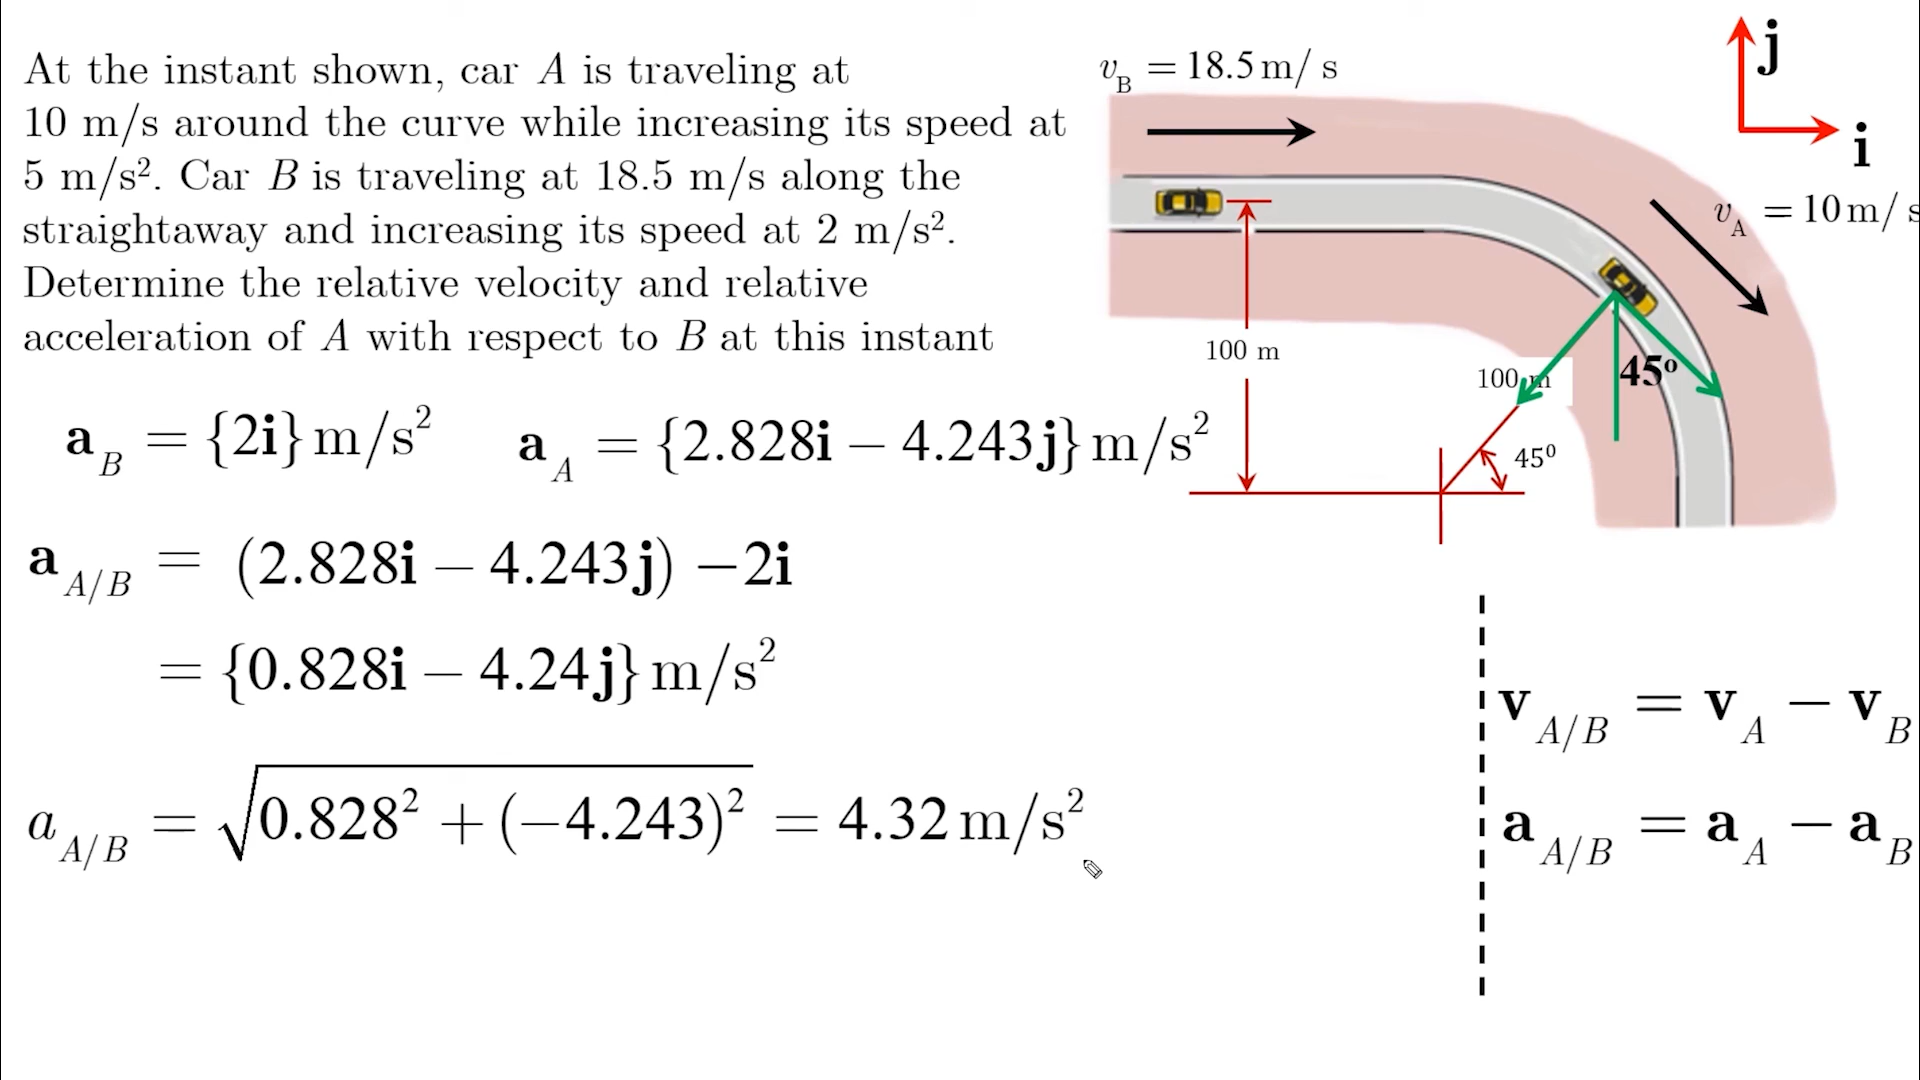 At the instant shown, car A is traveling at
10 m/s around the curve while increasing its speed at
5 m/s². Car B is traveling at 18.5 m/s along the
straightaway and increasing its speed at 2 m/s².
Determine the relative velocity and relative
acceleration of A with respect to B at this instant
v_B = 18.5 m/ s
j
i
v_A = 10 m/ s
100 m
100 m
45º
45⁰
a_B = {2i} m/s²
a_A = {2.828i − 4.243j} m/s²
a_A/B = (2.828i − 4.243j) −2i
= {0.828i − 4.24j} m/s²
a_A/B = √0.828² + (−4.243)² = 4.32 m/s²
v_A/B = v_A − v_B
a_A/B = a_A − a_B